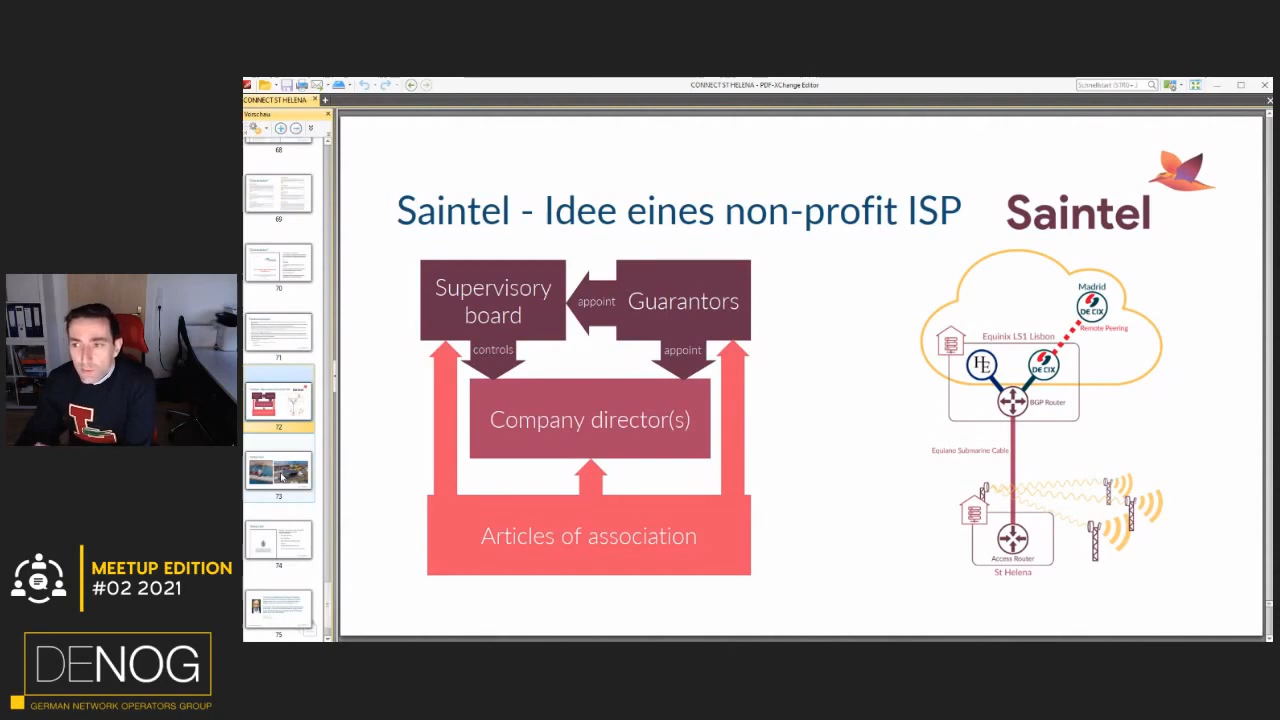 CONNECT ST HELENA - PDF-XChange Editor
Schnellstart (STRG+.)
CONNECT ST HELENA
Vorschau
68
69
70
71
72
73
74
75
Saintel - Idee eines non-profit ISP
Saintel
Supervisory
board
appoint
Guarantors
controls
appoint
Company director(s)
Articles of association
Madrid
DE CIX
Remote Peering
Equinix LS1 Lisbon
HE
DE CIX
BGP Router
Equiano Submarine Cable
Access Router
St Helena
MEETUP EDITION
#02 2021
DENOG
GERMAN NETWORK OPERATORS GROUP